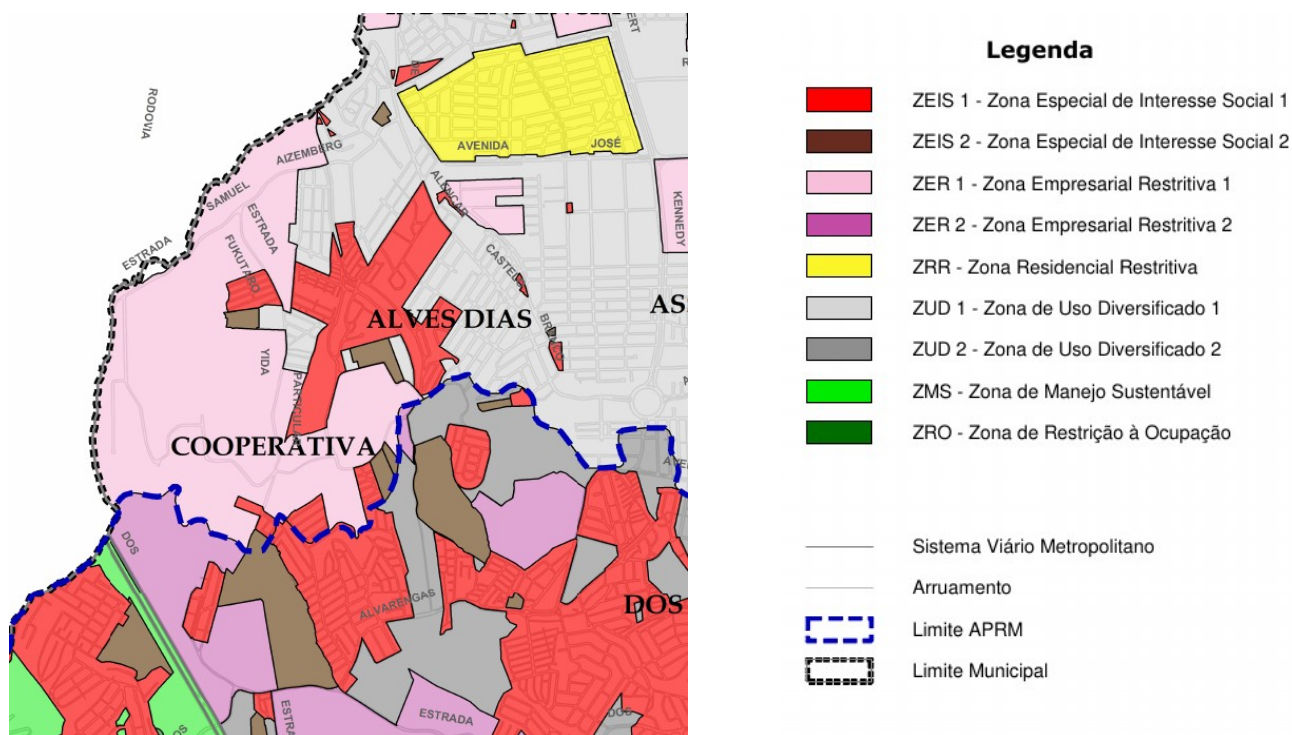 RODOVIA
DE
AVENIDA JOSÉ
AIZEMBERG
SAMUEL
ESTRADA
ESTRADA
FUKUTARO
YIDA
PARTICULAR
ALENCAR
CASTELO
BRANCO
KENNEDY
ALVES DIAS
COOPERATIVA
DOS
ALVARENGAS
DOS
ESTRADA
DOS
Legenda
ZEIS 1 - Zona Especial de Interesse Social 1
ZEIS 2 - Zona Especial de Interesse Social 2
ZER 1 - Zona Empresarial Restritiva 1
ZER 2 - Zona Empresarial Restritiva 2
ZRR - Zona Residencial Restritiva
ZUD 1 - Zona de Uso Diversificado 1
ZUD 2 - Zona de Uso Diversificado 2
ZMS - Zona de Manejo Sustentável
ZRO - Zona de Restrição à Ocupação
Sistema Viário Metropolitano
Arruamento
Limite APRM
Limite Municipal